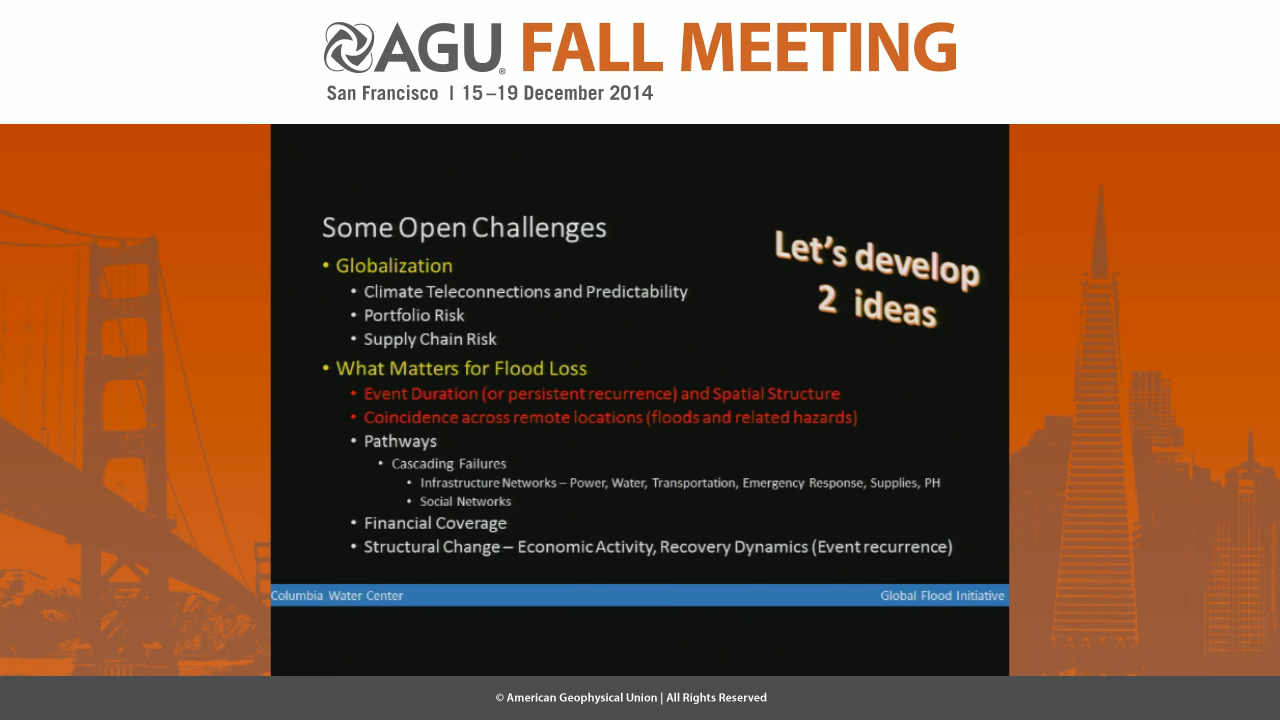 AGU® FALL MEETING
San Francisco | 15–19 December 2014
Some Open Challenges
Let's develop
2 ideas
• Globalization
• Climate Teleconnections and Predictability
• Portfolio Risk
• Supply Chain Risk
• What Matters for Flood Loss
• Event Duration (or persistent recurrence) and Spatial Structure
• Coincidence across remote locations (floods and related hazards)
• Pathways
• Cascading Failures
• Infrastructure Networks – Power, Water, Transportation, Emergency Response, Supplies, PH
• Social Networks
• Financial Coverage
• Structural Change – Economic Activity, Recovery Dynamics (Event recurrence)
Columbia Water Center
Global Flood Initiative
© American Geophysical Union | All Rights Reserved